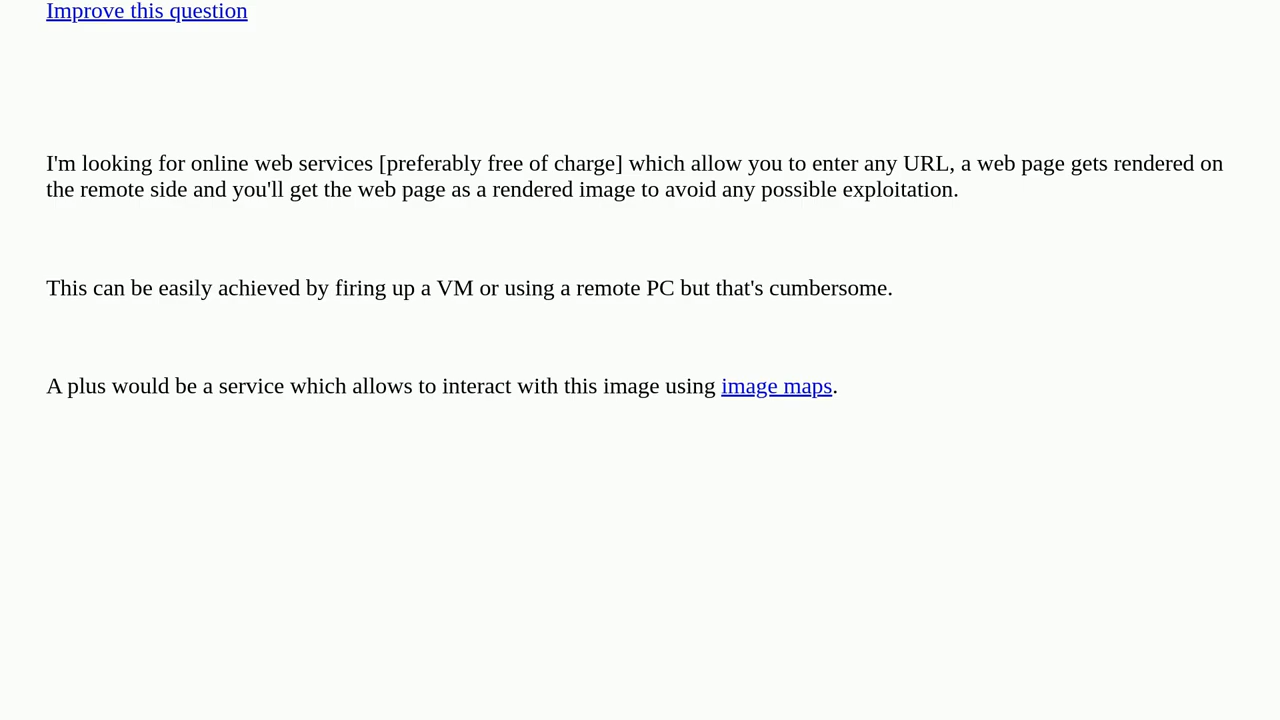 Improve this question
I'm looking for online web services [preferably free of charge] which allow you to enter any URL, a web page gets rendered on
the remote side and you'll get the web page as a rendered image to avoid any possible exploitation.
This can be easily achieved by firing up a VM or using a remote PC but that's cumbersome.
A plus would be a service which allows to interact with this image using image maps.